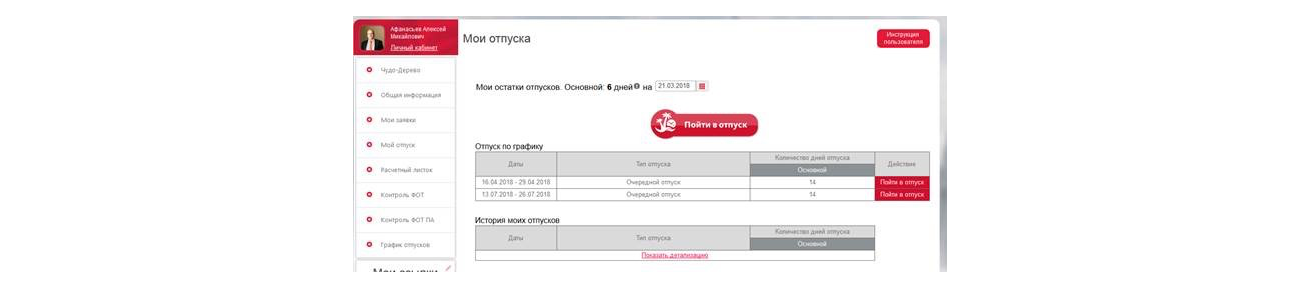 Афанасьев Алексей
Михайлович
Личный кабинет
Мои отпуска
Инструкция
пользователя
Чудо-Дерево
Общая информация
Мои заявки
Мой отпуск
Расчетный листок
Контроль ФОТ
Контроль ФОТ ПА
График отпусков
Мои ссылки
Мои остатки отпусков. Основной: 6 дней на 21.03.2018
Пойти в отпуск
Отпуск по графику
Даты Тип отпуска Количество дней отпуска Действие
Основной
16.04.2018 - 29.04.2018 Очередной отпуск 14 Пойти в отпуск
13.07.2018 - 26.07.2018 Очередной отпуск 14 Пойти в отпуск
История моих отпусков
Даты Тип отпуска Количество дней отпуска
Основной
Показать детализацию